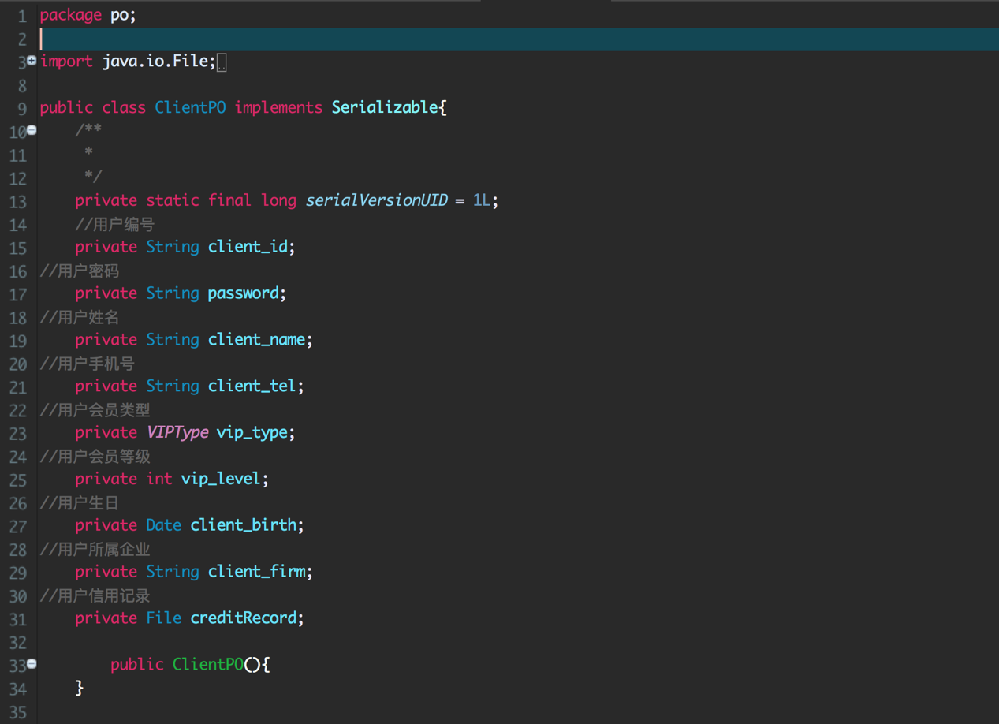 1 package po;
2
3 import java.io.File;
8
9 public class ClientPO implements Serializable{
10     /**
11      *
12      */
13     private static final long serialVersionUID = 1L;
14     //用户编号
15     private String client_id;
16 //用户密码
17     private String password;
18 //用户姓名
19     private String client_name;
20 //用户手机号
21     private String client_tel;
22 //用户会员类型
23     private VIPType vip_type;
24 //用户会员等级
25     private int vip_level;
26 //用户生日
27     private Date client_birth;
28 //用户所属企业
29     private String client_firm;
30 //用户信用记录
31     private File creditRecord;
32
33         public ClientPO(){
34     }
35